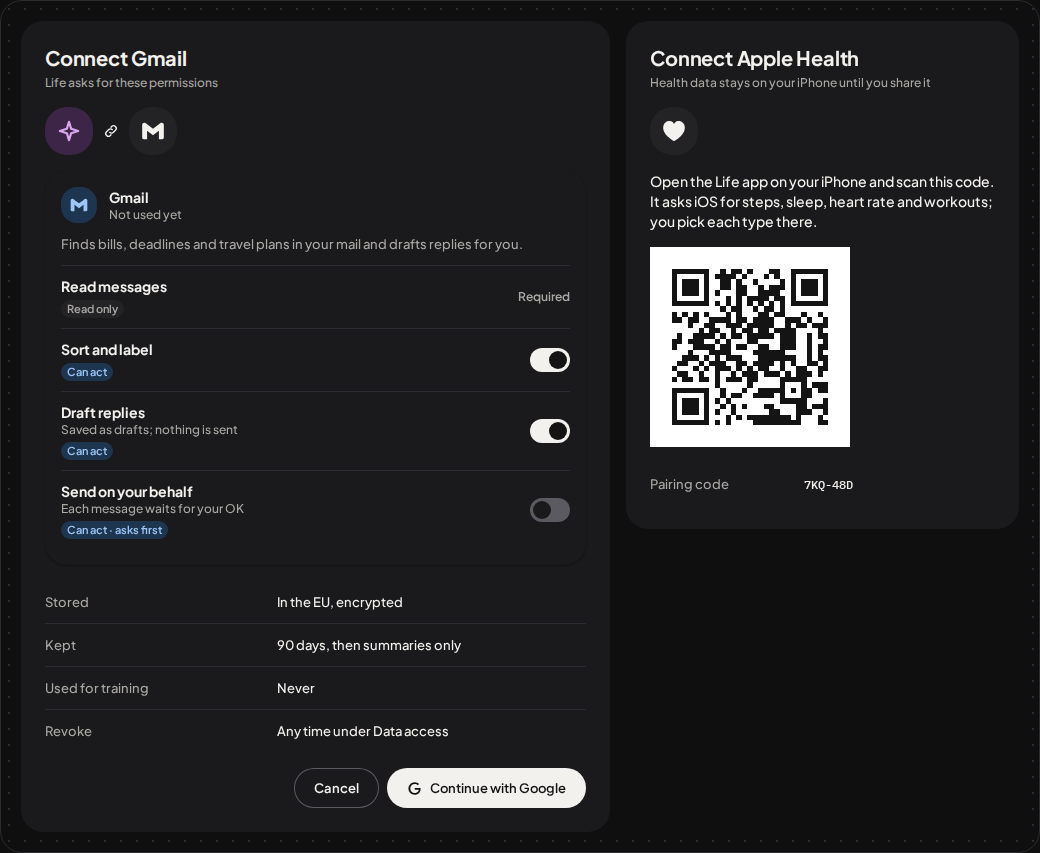 Connect Gmail
Life asks for these permissions
Gmail
Not used yet
Finds bills, deadlines and travel plans in your mail and drafts replies for you.
Read messages
Read only
Required
Sort and label
Can act
Draft replies
Saved as drafts; nothing is sent
Can act
Send on your behalf
Each message waits for your OK
Can act · asks first
Stored
In the EU, encrypted
Kept
90 days, then summaries only
Used for training
Never
Revoke
Any time under Data access
Cancel
Continue with Google
Connect Apple Health
Health data stays on your iPhone until you share it
Open the Life app on your iPhone and scan this code.
It asks iOS for steps, sleep, heart rate and workouts;
you pick each type there.
Pairing code
7KQ-48D